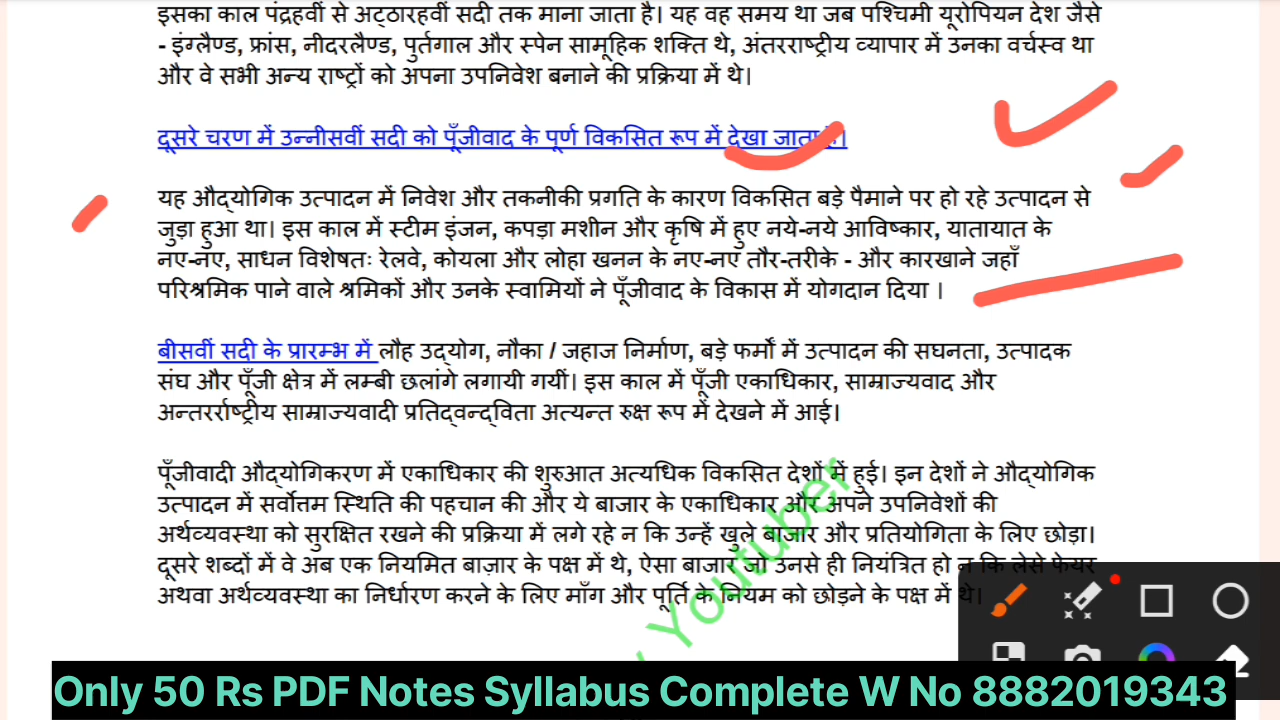 इसका काल पंद्रहवीं से अट्ठारहवीं सदी तक माना जाता है। यह वह समय था जब पश्चिमी यूरोपियन देश जैसे
- इंग्लैण्ड, फ्रांस, नीदरलैण्ड, पुर्तगाल और स्पेन सामूहिक शक्ति थे, अंतरराष्ट्रीय व्यापार में उनका वर्चस्व था
और वे सभी अन्य राष्ट्रों को अपना उपनिवेश बनाने की प्रक्रिया में थे।
दूसरे चरण में उन्नीसवीं सदी को पूँजीवाद के पूर्ण विकसित रूप में देखा जाता है।
यह औद्योगिक उत्पादन में निवेश और तकनीकी प्रगति के कारण विकसित बड़े पैमाने पर हो रहे उत्पादन से
जुड़ा हुआ था। इस काल में स्टीम इंजन, कपड़ा मशीन और कृषि में हुए नये-नये आविष्कार, यातायात के
नए-नए, साधन विशेषतः रेलवे, कोयला और लोहा खनन के नए-नए तौर-तरीके - और कारखाने जहाँ
परिश्रमिक पाने वाले श्रमिकों और उनके स्वामियों ने पूँजीवाद के विकास में योगदान दिया ।
बीसवीं सदी के प्रारम्भ में लौह उद्योग, नौका / जहाज निर्माण, बड़े फर्मों में उत्पादन की सघनता, उत्पादक
संघ और पूँजी क्षेत्र में लम्बी छलांगे लगायी गयीं। इस काल में पूँजी एकाधिकार, साम्राज्यवाद और
अन्तर्राष्ट्रीय साम्राज्यवादी प्रतिद्वन्द्विता अत्यन्त रुक्ष रूप में देखने में आई।
पूँजीवादी औद्योगिकरण में एकाधिकार की शुरुआत अत्यधिक विकसित देशों में हुई। इन देशों ने औद्योगिक
उत्पादन में सर्वोत्तम स्थिति की पहचान की और ये बाजार के एकाधिकार और अपने उपनिवेशों की
अर्थव्यवस्था को सुरक्षित रखने की प्रक्रिया में लगे रहे न कि उन्हें खुले बाजार और प्रतियोगिता के लिए छोड़ा।
दूसरे शब्दों में वे अब एक नियमित बाज़ार के पक्ष में थे, ऐसा बाजार जो उनसे ही नियंत्रित हो न कि लेसे फेयर
अथवा अर्थव्यवस्था का निर्धारण करने के लिए माँग और पूर्ति के नियम को छोड़ने के पक्ष में थे।
Youtuber
Only 50 Rs PDF Notes Syllabus Complete W No 8882019343